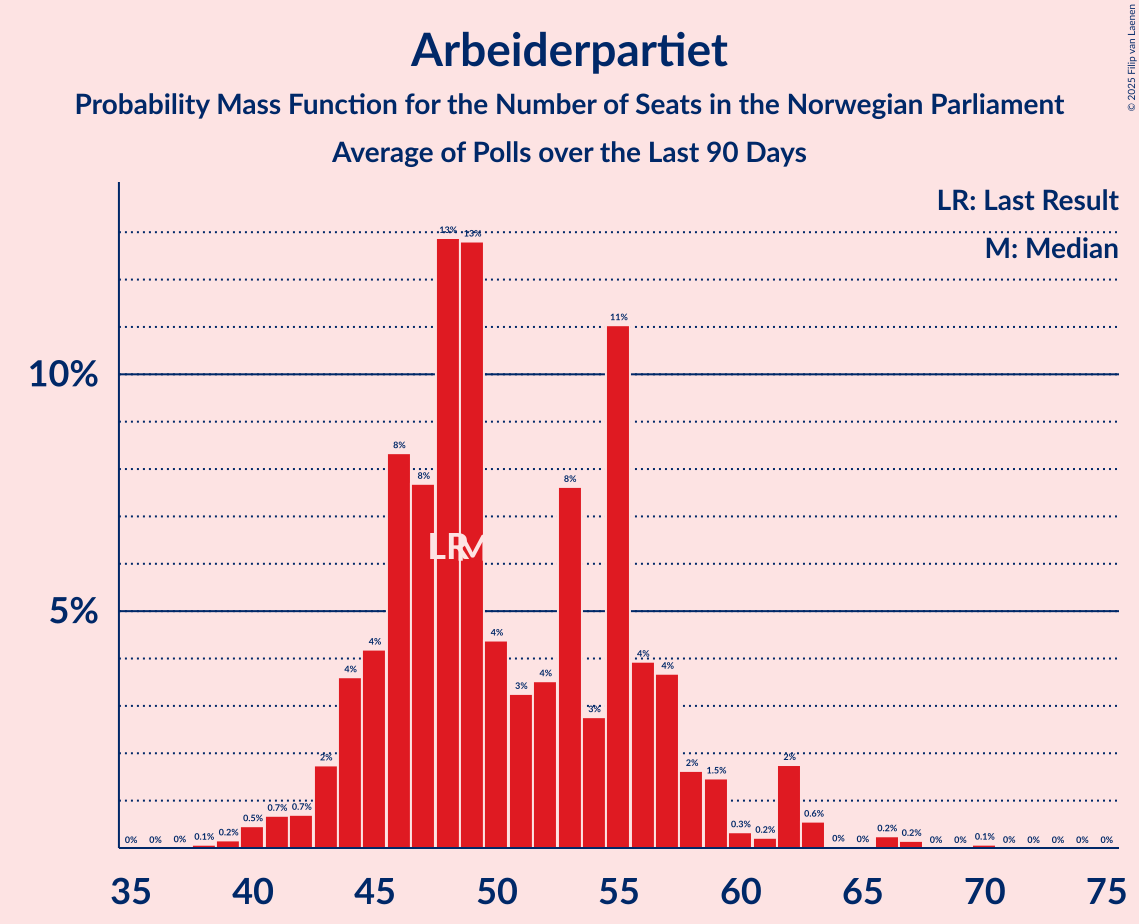 Arbeiderpartiet
Probability Mass Function for the Number of Seats in the Norwegian Parliament
Average of Polls over the Last 90 Days
© 2025 Filip van Laenen
LR: Last Result
M: Median
10%
5%
0% 0% 0% 0.1% 0.2% 0.5% 0.7% 0.7% 2% 4% 4% 8% 8% 13% 13% 4% 3% 4% 8% 3% 11% 4% 4% 2% 1.5% 0.3% 0.2% 2% 0.6% 0% 0% 0.2% 0.2% 0% 0% 0.1% 0% 0% 0% 0% 0%
LR M
35 40 45 50 55 60 65 70 75